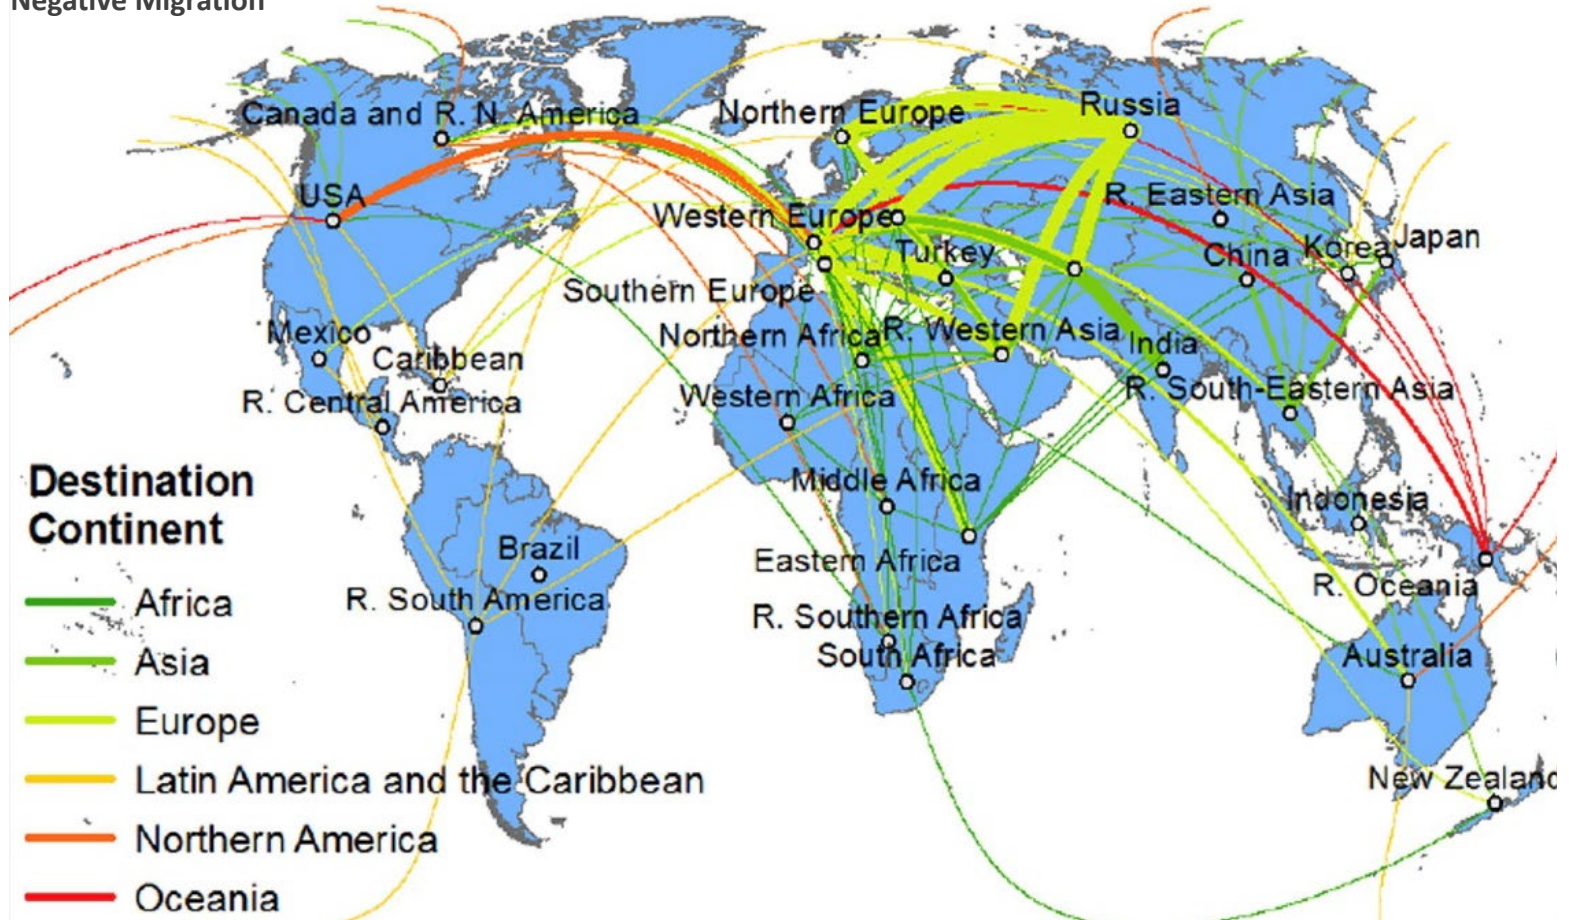 Negative Migration
Canada and R. N. America
Northern Europe
Russia
USA
R. Eastern Asia
Western Europe
Turkey
China
Korea
Japan
Southern Europe
Mexico
Northern Africa
R. Western Asia
India
Caribbean
R. Central America
Western Africa
R. South-Eastern Asia
Destination
Continent
Middle Africa
Indonesia
Brazil
Eastern Africa
R. Oceania
Africa
R. South America
R. Southern Africa
South Africa
Australia
Asia
Europe
New Zealand
Latin America and the Caribbean
Northern America
Oceania